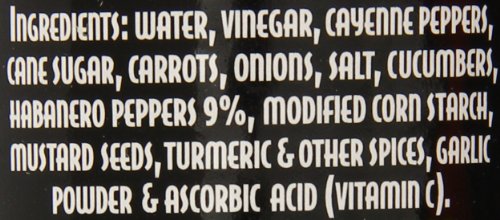 INGREDIENTS: WATER, VINEGAR, CAYENNE PEPPERS,
CANE SUGAR, CARROTS, ONIONS, SALT, CUCUMBERS,
HABANERO PEPPERS 9%, MODIFIED CORN STARCH,
MUSTARD SEEDS, TURMERIC & OTHER SPICES, GARLIC
POWDER & ASCORBIC ACID (VITAMIN C).